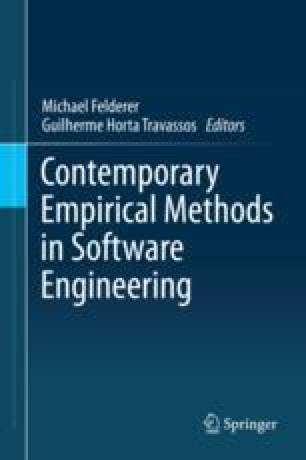 Michael Felderer
Guilherme Horta Travassos Editors
Contemporary
Empirical Methods
in Software
Engineering
Springer